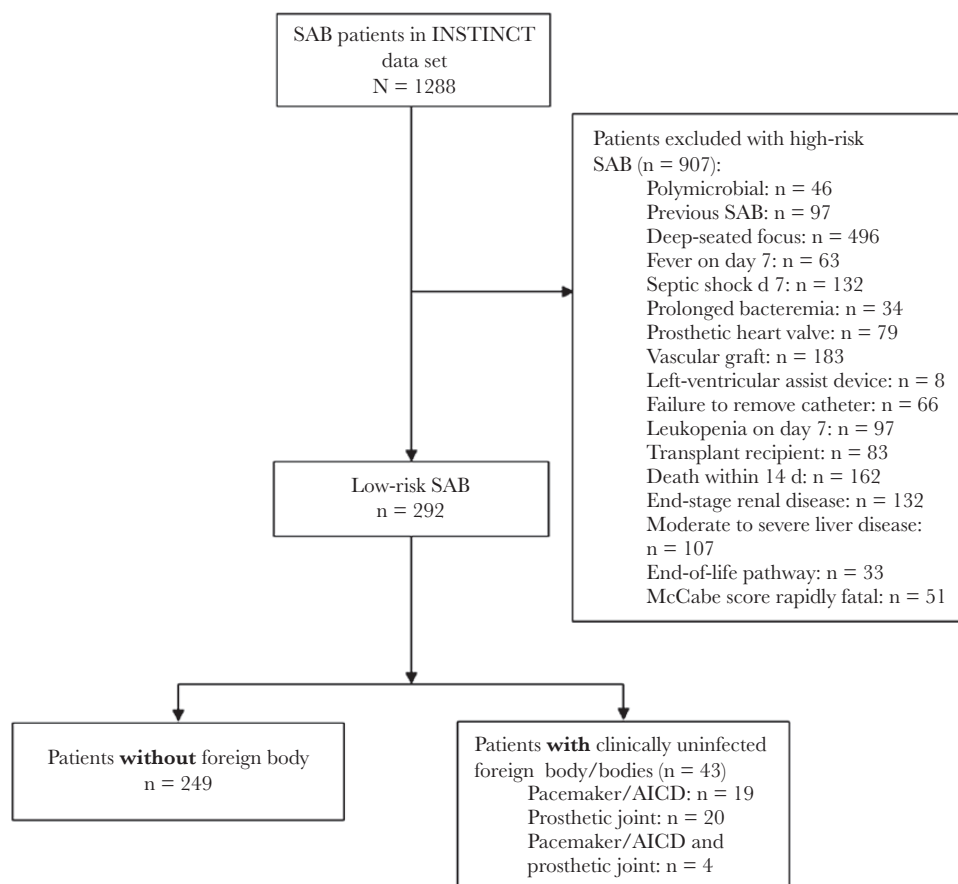 SAB patients in INSTINCT
data set
N = 1288
Patients excluded with high-risk
SAB (n = 907):
Polymicrobial: n = 46
Previous SAB: n = 97
Deep-seated focus: n = 496
Fever on day 7: n = 63
Septic shock d 7: n = 132
Prolonged bacteremia: n = 34
Prosthetic heart valve: n = 79
Vascular graft: n = 183
Left-ventricular assist device: n = 8
Failure to remove catheter: n = 66
Leukopenia on day 7: n = 97
Transplant recipient: n = 83
Death within 14 d: n = 162
End-stage renal disease: n = 132
Moderate to severe liver disease:
n = 107
End-of-life pathway: n = 33
McCabe score rapidly fatal: n = 51
Low-risk SAB
n = 292
Patients without foreign body
n = 249
Patients with clinically uninfected
foreign body/bodies (n = 43)
Pacemaker/AICD: n = 19
Prosthetic joint: n = 20
Pacemaker/AICD and
prosthetic joint: n = 4